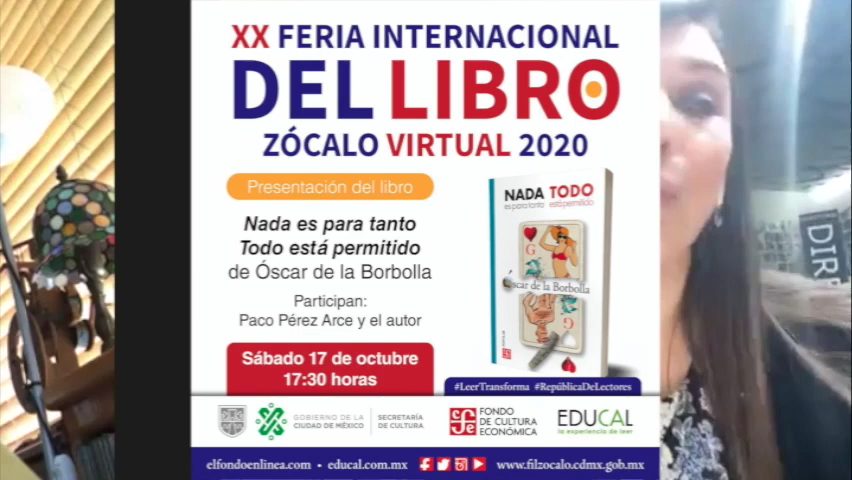 XX FERIA INTERNACIONAL
DEL LIBRO
ZÓCALO VIRTUAL 2020
Presentación del libro
Nada es para tanto
Todo está permitido
de Óscar de la Borbolla
Participan:
Paco Pérez Arce y el autor
Sábado 17 de octubre
17:30 horas
NADA TODO
es para tanto está permitido
G
Óscar de la Borbolla
G
#LeerTransforma #RepúblicaDeLectores
GOBIERNO DE LA
CIUDAD DE MÉXICO
SECRETARÍA
DE CULTURA
FONDO
DE CULTURA
ECONÓMICA
EDUCAL
la experiencia de leer
elfondoenlinea.com • educal.com.mx
www.filzocalo.cdmx.gob.mx
DIR